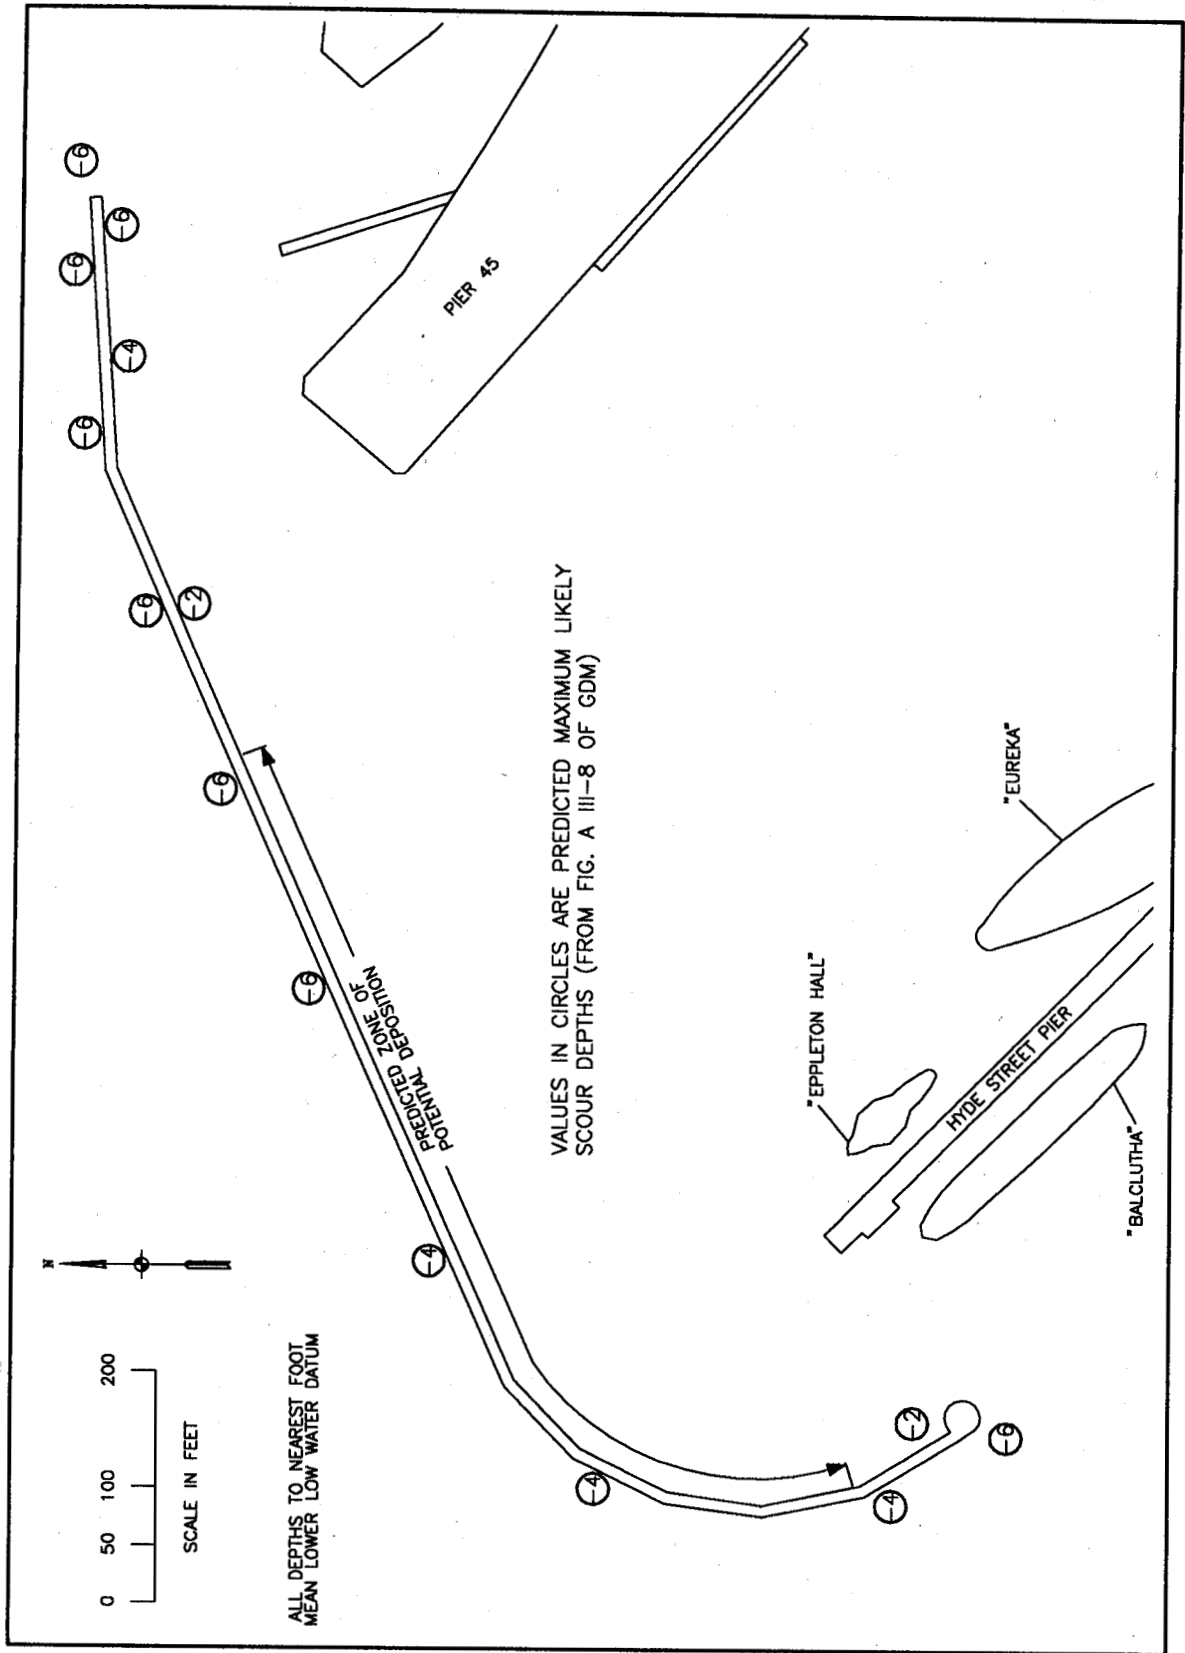 -6
-6
-6
-4
-6
-6
-2
-6
-6
-4
-4
-4
-2
-6
PIER 45
PREDICTED ZONE OF
POTENTIAL DEPOSITION
VALUES IN CIRCLES ARE PREDICTED MAXIMUM LIKELY
SCOUR DEPTHS (FROM FIG. A III-8 OF GDM)
"EUREKA"
"EPPLETON HALL"
HYDE STREET PIER
"BALCLUTHA"
N
0 50 100 200
SCALE IN FEET
ALL DEPTHS TO NEAREST FOOT
MEAN LOWER LOW WATER DATUM